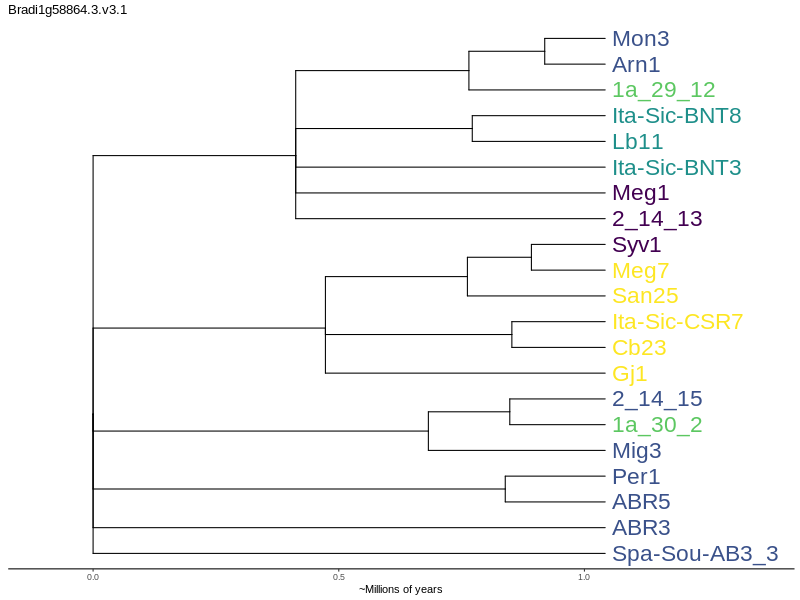 Bradi1g58864.3.v3.1
Mon3
Arn1
1a_29_12
Ita-Sic-BNT8
Lb11
Ita-Sic-BNT3
Meg1
2_14_13
Syv1
Meg7
San25
Ita-Sic-CSR7
Cb23
Gj1
2_14_15
1a_30_2
Mig3
Per1
ABR5
ABR3
Spa-Sou-AB3_3
0.0 0.5 1.0
~Millions of years